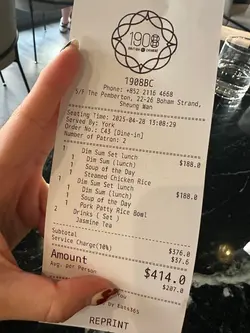 1908
1908BC
Phone: +852 2116 4668
5/F The Pemberton, 22-26 Boham Strand,
Sheung Wan
Seating Time: 2025-04-28 13:08:29
Served By: York
Order No.: C43 [Dine-in]
Number of Patron: 2
1 Dim Sum Set lunch $188.0
1 Dim Sum (lunch)
1 Soup of the Day
1 Steamed Chicken Rice
1 Dim Sum Set lunch $188.0
1 Dim Sum (lunch)
1 Soup of the Day
1 Pork Patty Rice Bowl
2 Drinks ( Set )
Jasmine Tea
Subtotal $376.0
Service Charge(10%) $37.6
Amount $414.0
Avg. per Person $207.0
by Eats365
REPRINT